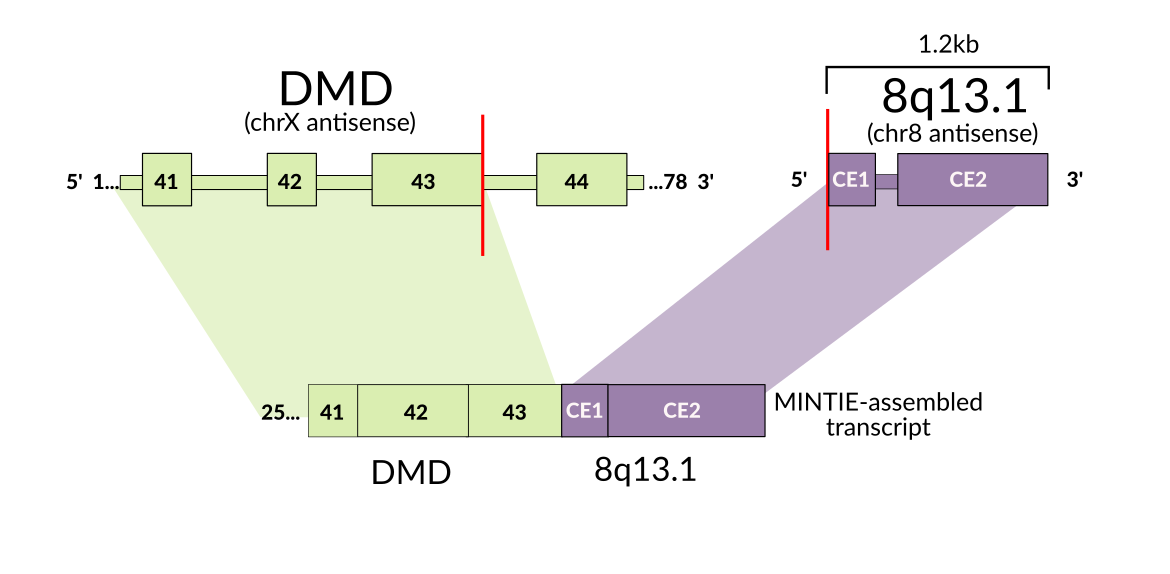 1.2kb
DMD
(chrX antisense)
8q13.1
(chr8 antisense)
5' 1... 41 42 43 44 ...78 3'
5' CE1 CE2 3'
25... 41 42 43 CE1 CE2
MINTIE-assembled
transcript
DMD
8q13.1